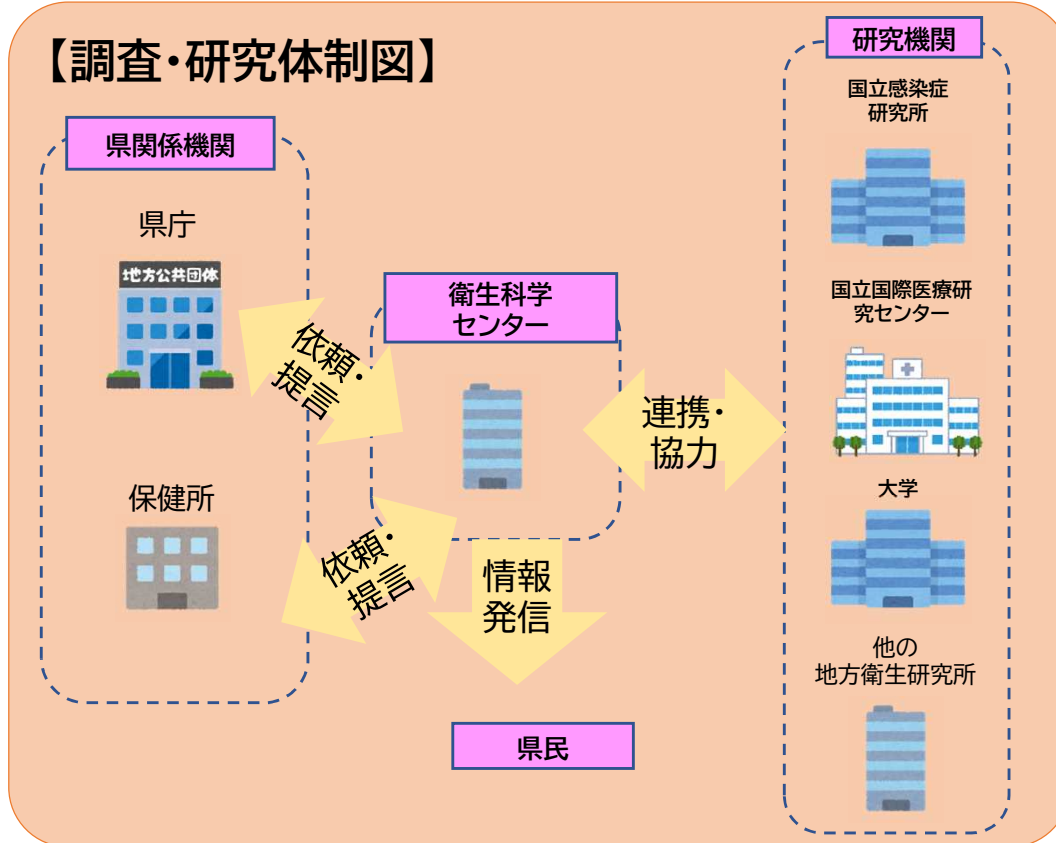 【調査・研究体制図】
県関係機関
県庁
地方公共団体
保健所
依頼・
提言
依頼・
提言
衛生科学
センター
連携・
協力
情報
発信
県民
研究機関
国立感染症
研究所
国立国際医療研
究センター
大学
他の
地方衛生研究所